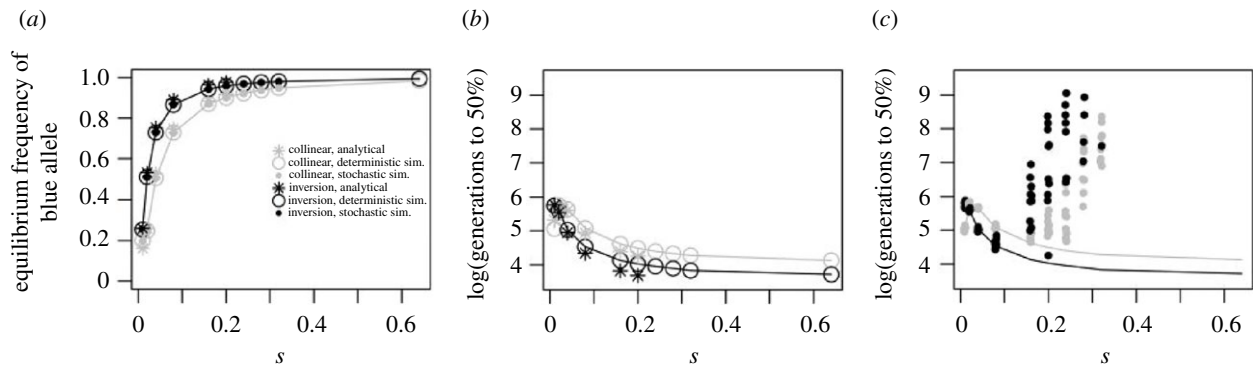 (a)
equilibrium frequency of
blue allele
1.0
0.8
0.6
0.4
0.2
0
collinear, analytical
collinear, deterministic sim.
collinear, stochastic sim.
inversion, analytical
inversion, deterministic sim.
inversion, stochastic sim.
0 0.2 0.4 0.6
s
(b)
log(generations to 50%)
9
8
7
6
5
4
0 0.2 0.4 0.6
s
(c)
log(generations to 50%)
9
8
7
6
5
4
0 0.2 0.4 0.6
s